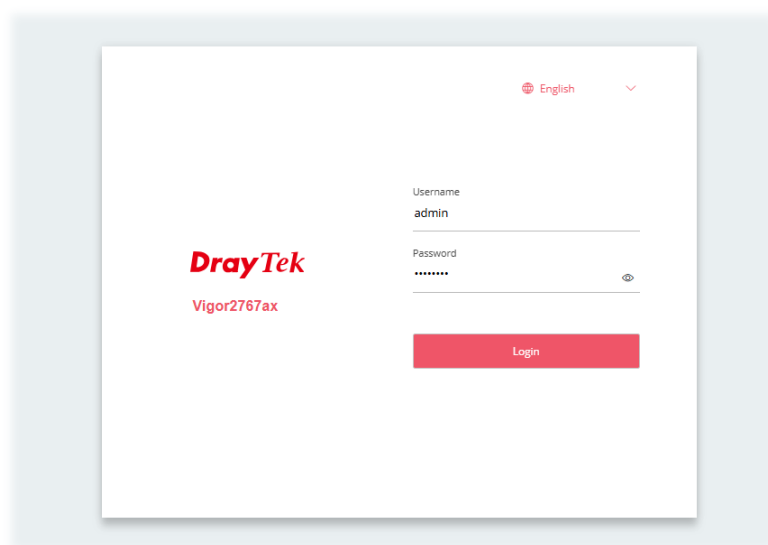 English
Username
admin
Password
••••••••
DrayTek
Vigor2767ax
Login